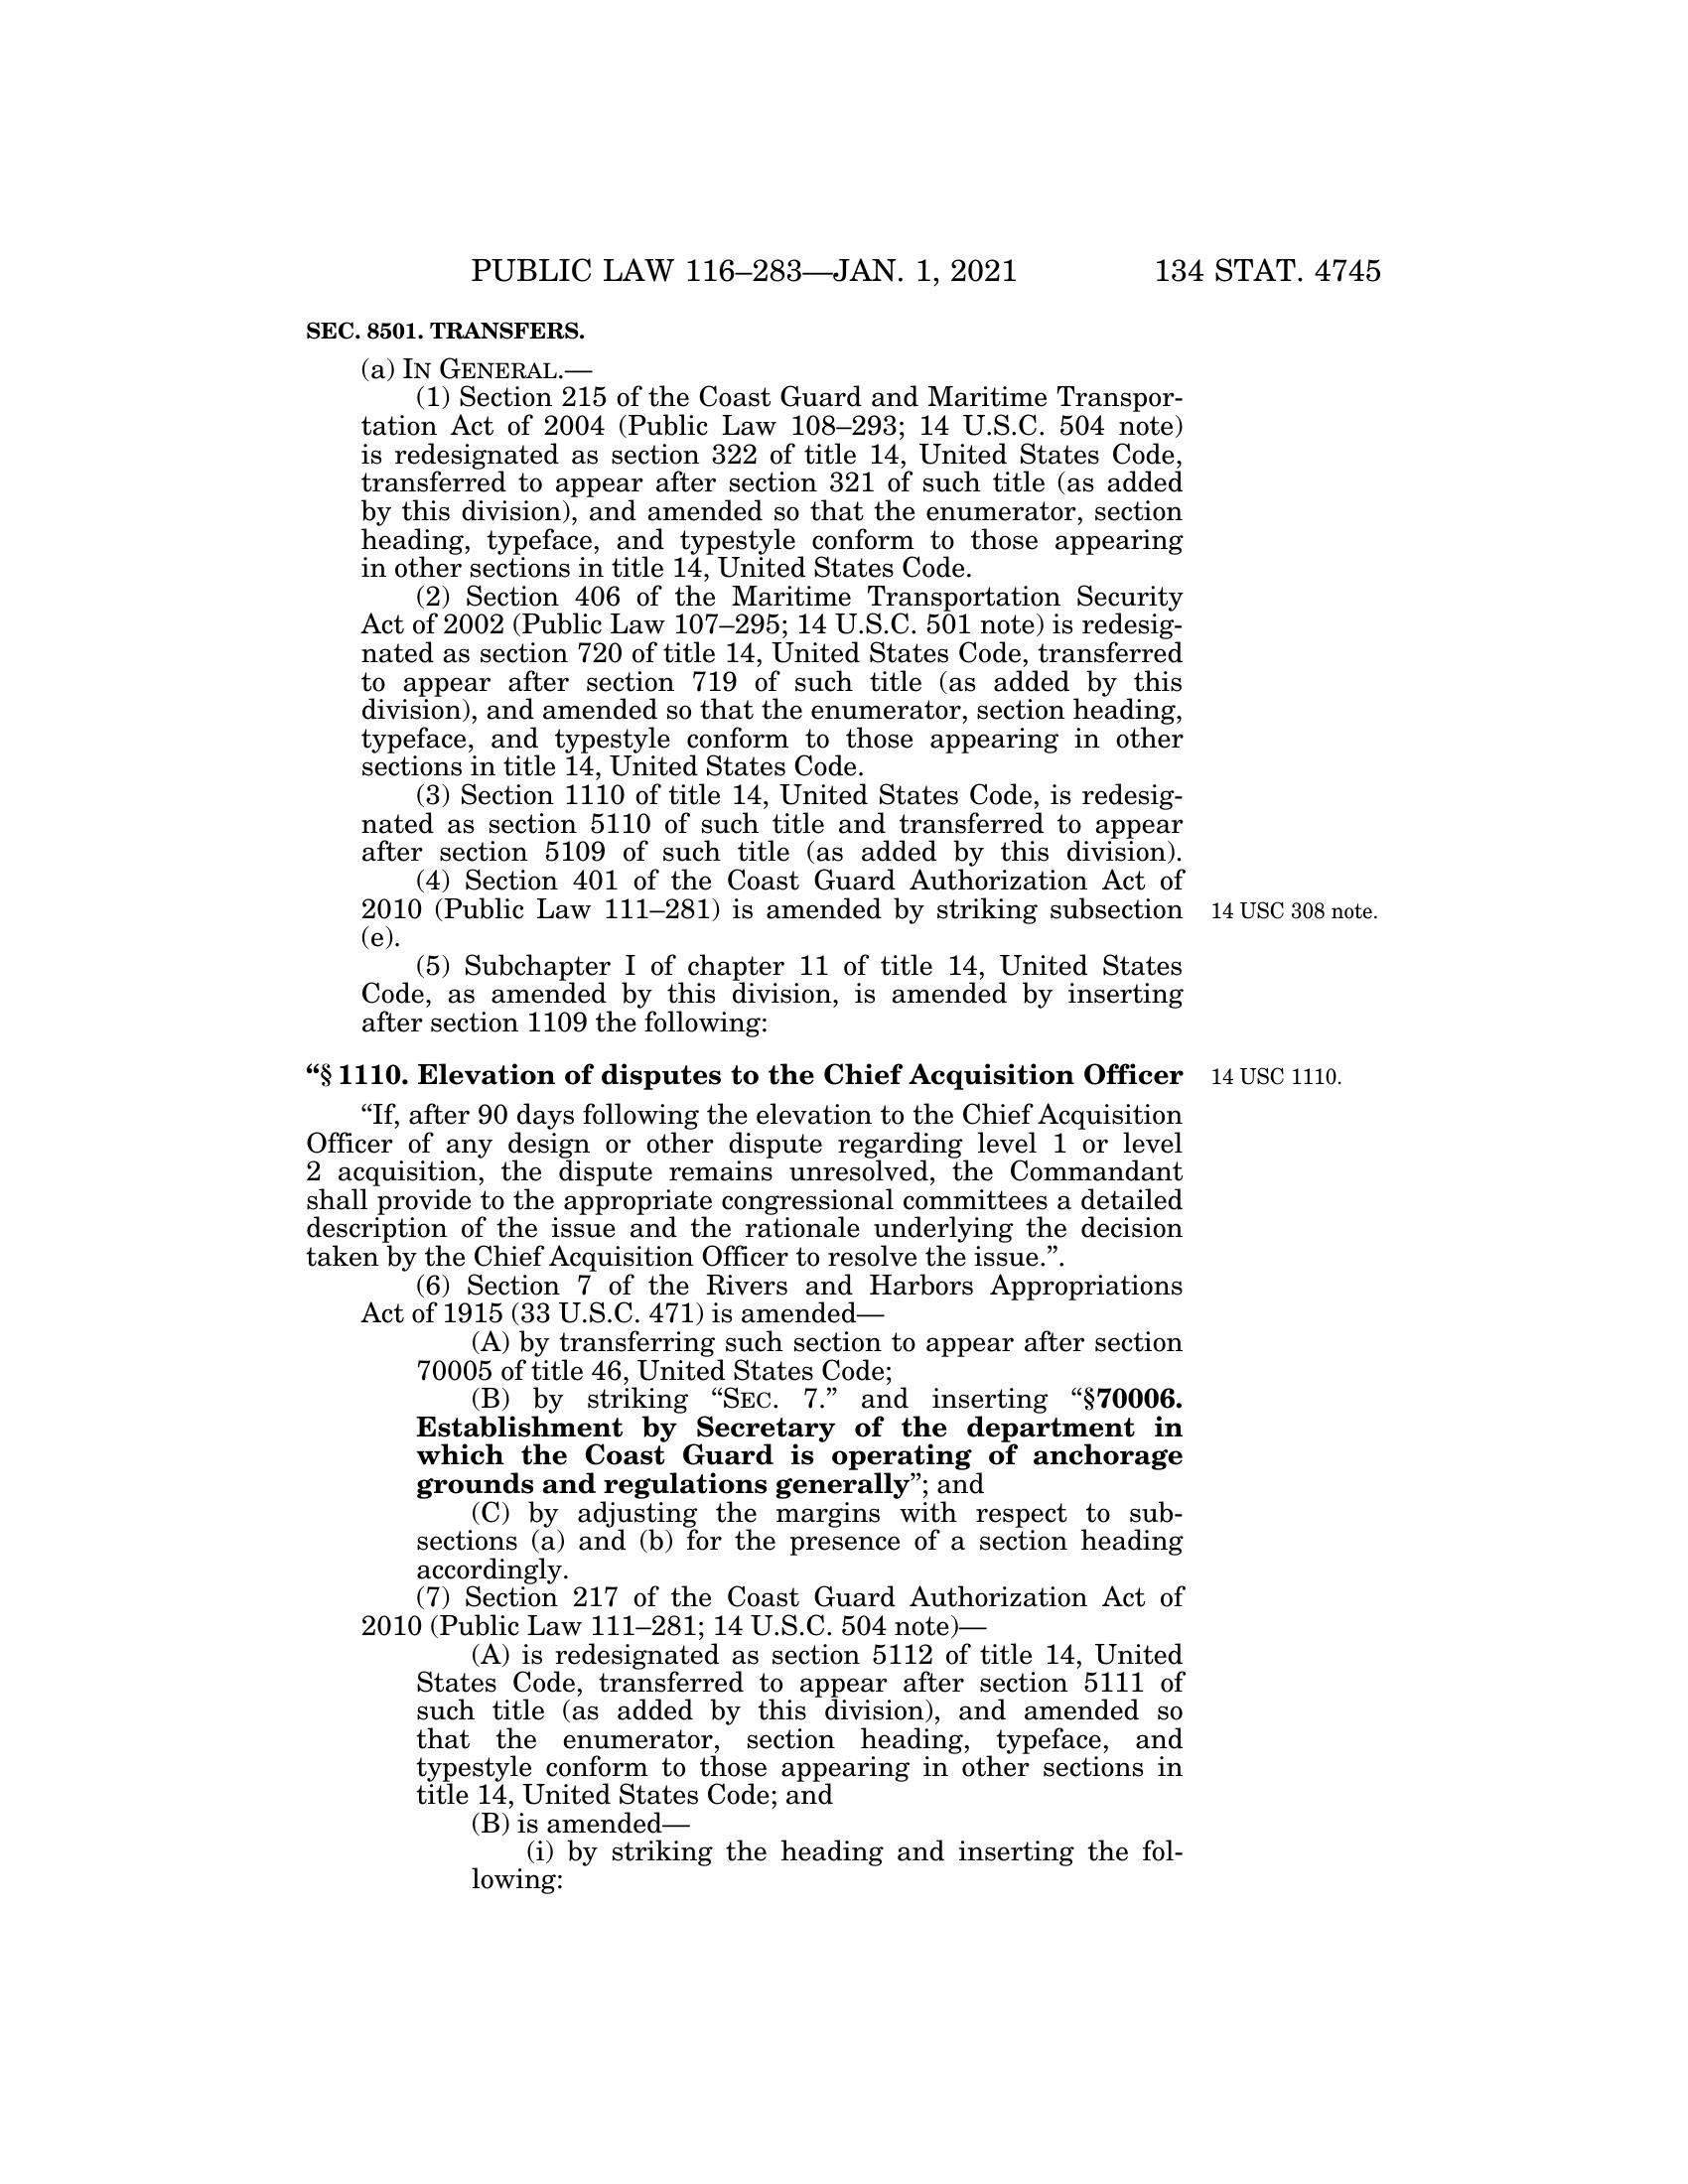 PUBLIC LAW 116–283—JAN. 1, 2021 134 STAT. 4745
SEC. 8501. TRANSFERS.
(a) IN GENERAL.—
(1) Section 215 of the Coast Guard and Maritime Transpor-
tation Act of 2004 (Public Law 108–293; 14 U.S.C. 504 note)
is redesignated as section 322 of title 14, United States Code,
transferred to appear after section 321 of such title (as added
by this division), and amended so that the enumerator, section
heading, typeface, and typestyle conform to those appearing
in other sections in title 14, United States Code.
(2) Section 406 of the Maritime Transportation Security
Act of 2002 (Public Law 107–295; 14 U.S.C. 501 note) is redesig-
nated as section 720 of title 14, United States Code, transferred
to appear after section 719 of such title (as added by this
division), and amended so that the enumerator, section heading,
typeface, and typestyle conform to those appearing in other
sections in title 14, United States Code.
(3) Section 1110 of title 14, United States Code, is redesig-
nated as section 5110 of such title and transferred to appear
after section 5109 of such title (as added by this division).
(4) Section 401 of the Coast Guard Authorization Act of
2010 (Public Law 111–281) is amended by striking subsection 14 USC 308 note.
(e).
(5) Subchapter I of chapter 11 of title 14, United States
Code, as amended by this division, is amended by inserting
after section 1109 the following:
“§ 1110. Elevation of disputes to the Chief Acquisition Officer 14 USC 1110.
“If, after 90 days following the elevation to the Chief Acquisition
Officer of any design or other dispute regarding level 1 or level
2 acquisition, the dispute remains unresolved, the Commandant
shall provide to the appropriate congressional committees a detailed
description of the issue and the rationale underlying the decision
taken by the Chief Acquisition Officer to resolve the issue.”.
(6) Section 7 of the Rivers and Harbors Appropriations
Act of 1915 (33 U.S.C. 471) is amended—
(A) by transferring such section to appear after section
70005 of title 46, United States Code;
(B) by striking “SEC. 7.” and inserting “§70006.
Establishment by Secretary of the department in
which the Coast Guard is operating of anchorage
grounds and regulations generally”; and
(C) by adjusting the margins with respect to sub-
sections (a) and (b) for the presence of a section heading
accordingly.
(7) Section 217 of the Coast Guard Authorization Act of
2010 (Public Law 111–281; 14 U.S.C. 504 note)—
(A) is redesignated as section 5112 of title 14, United
States Code, transferred to appear after section 5111 of
such title (as added by this division), and amended so
that the enumerator, section heading, typeface, and
typestyle conform to those appearing in other sections in
title 14, United States Code; and
(B) is amended—
(i) by striking the heading and inserting the fol-
lowing: